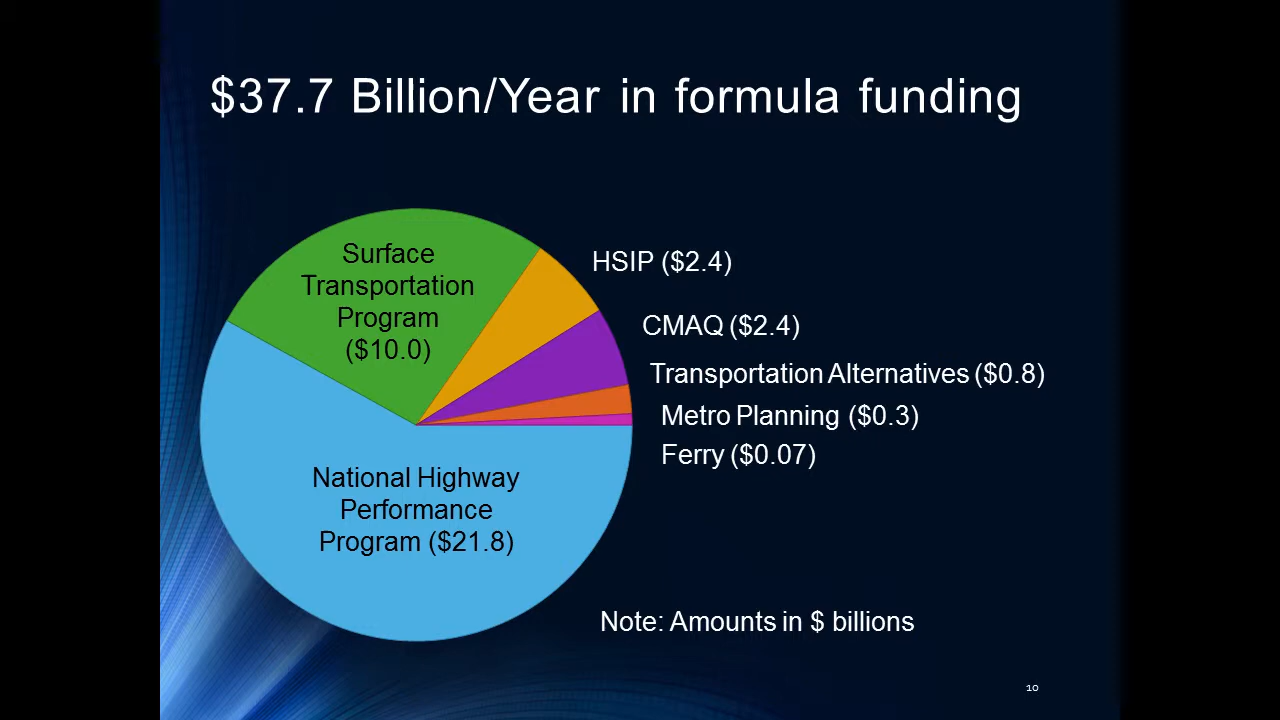 $37.7 Billion/Year in formula funding
Surface
Transportation
Program
($10.0)
HSIP ($2.4)
CMAQ ($2.4)
Transportation Alternatives ($0.8)
Metro Planning ($0.3)
Ferry ($0.07)
National Highway
Performance
Program ($21.8)
Note: Amounts in $ billions
10